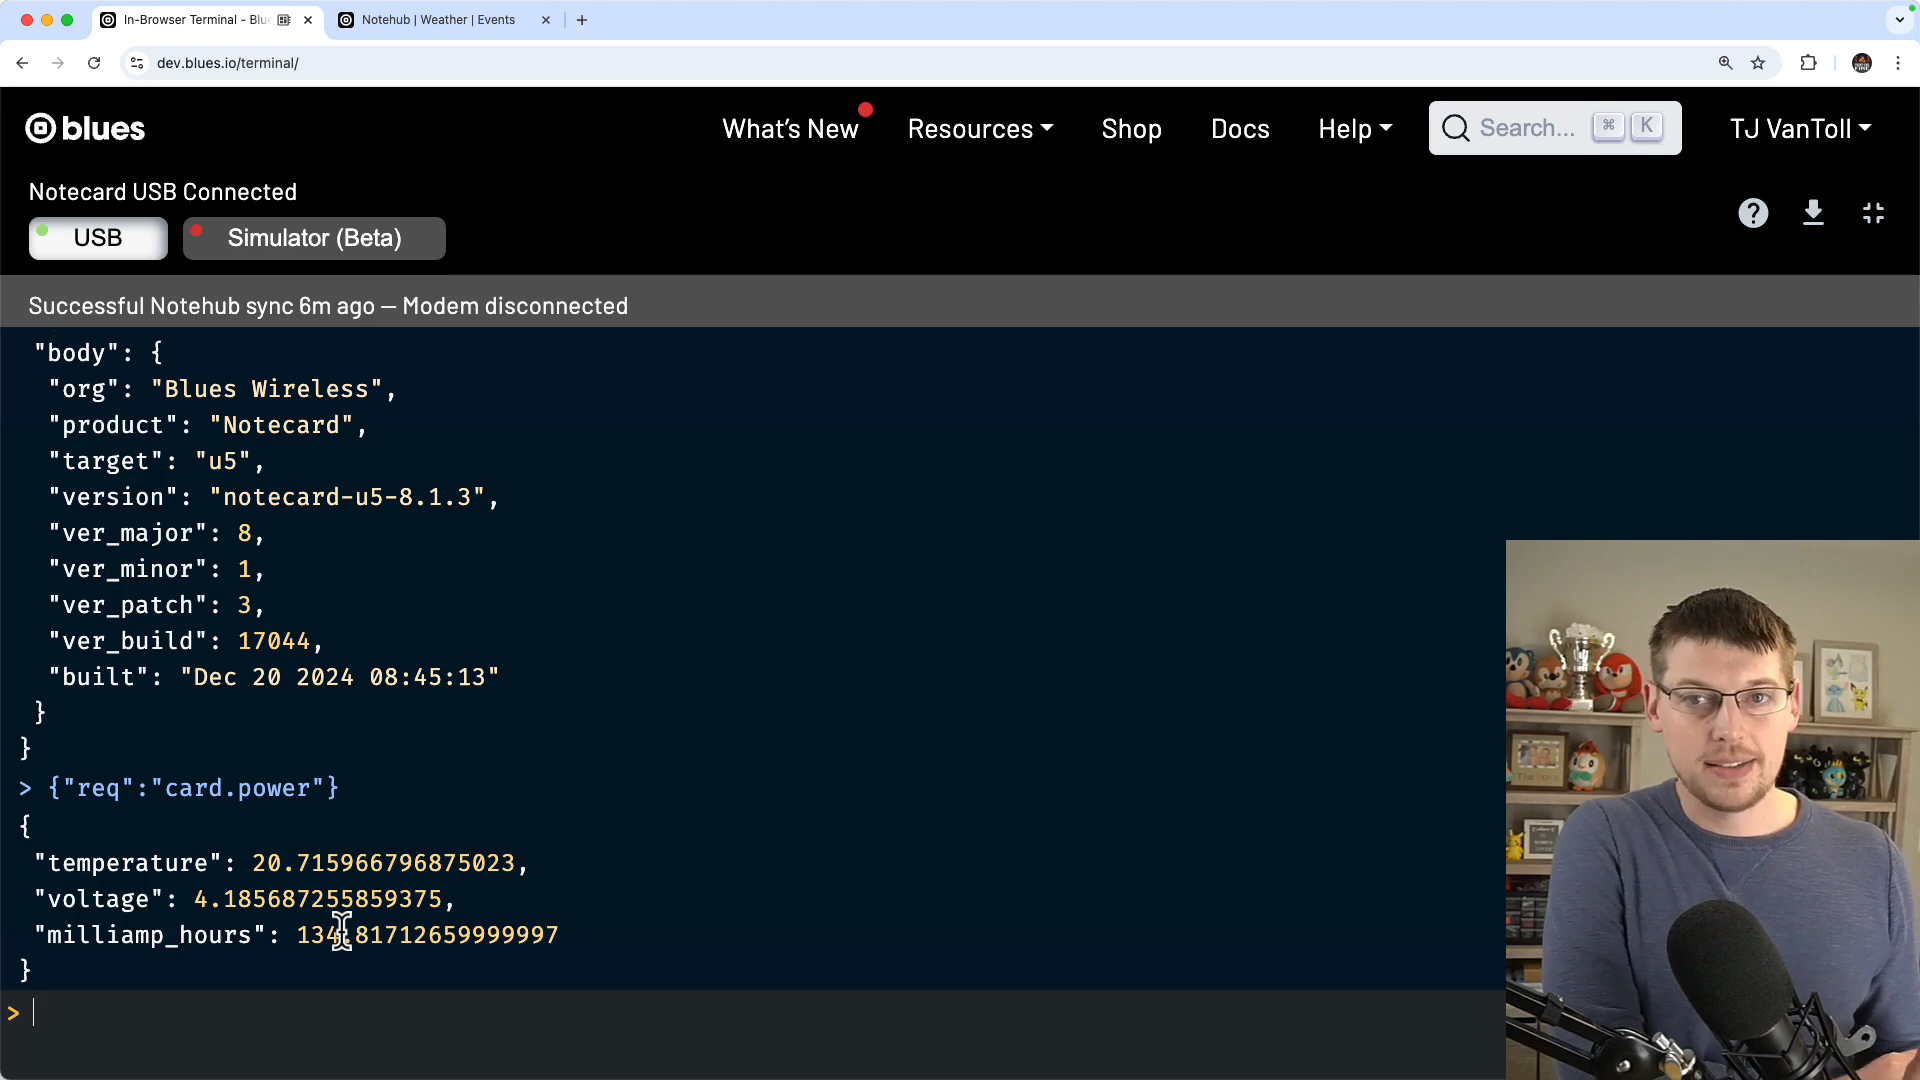 In-Browser Terminal - Blu
Notehub | Weather | Events
dev.blues.io/terminal/
blues
What's New
Resources
Shop
Docs
Help
Search...
⌘ K
TJ VanToll
Notecard USB Connected
USB
Simulator (Beta)
Successful Notehub sync 6m ago — Modem disconnected
"body": {
"org": "Blues Wireless",
"product": "Notecard",
"target": "u5",
"version": "notecard-u5-8.1.3",
"ver_major": 8,
"ver_minor": 1,
"ver_patch": 3,
"ver_build": 17044,
"built": "Dec 20 2024 08:45:13"
}
}
> {"req":"card.power"}
{
"temperature": 20.715966796875023,
"voltage": 4.185687255859375,
"milliamp_hours": 134.81712659999997
}
>